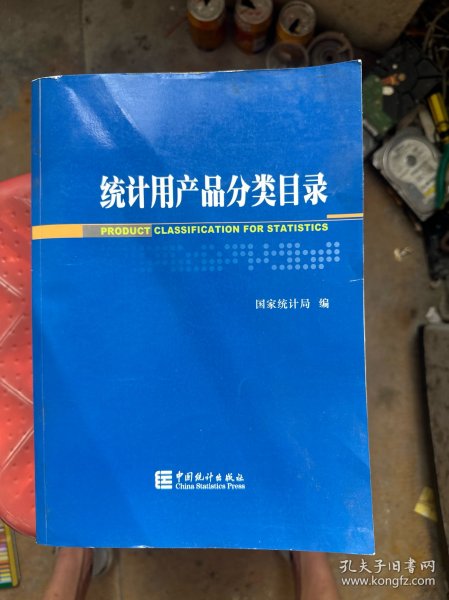 统计用产品分类目录
PRODUCT CLASSIFICATION FOR STATISTICS
国家统计局 编
中国统计出版社
China Statistics Press
孔夫子旧书网
www.kongfz.com